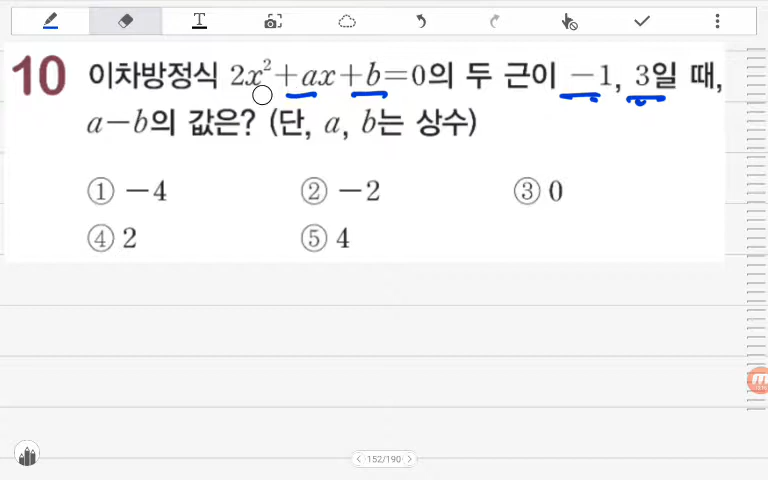 T
10 이차방정식 2x²+ax+b=0의 두 근이 -1, 3일 때,
a-b의 값은? (단, a, b는 상수)
① -4 ② -2 ③ 0
④ 2 ⑤ 4
152/190